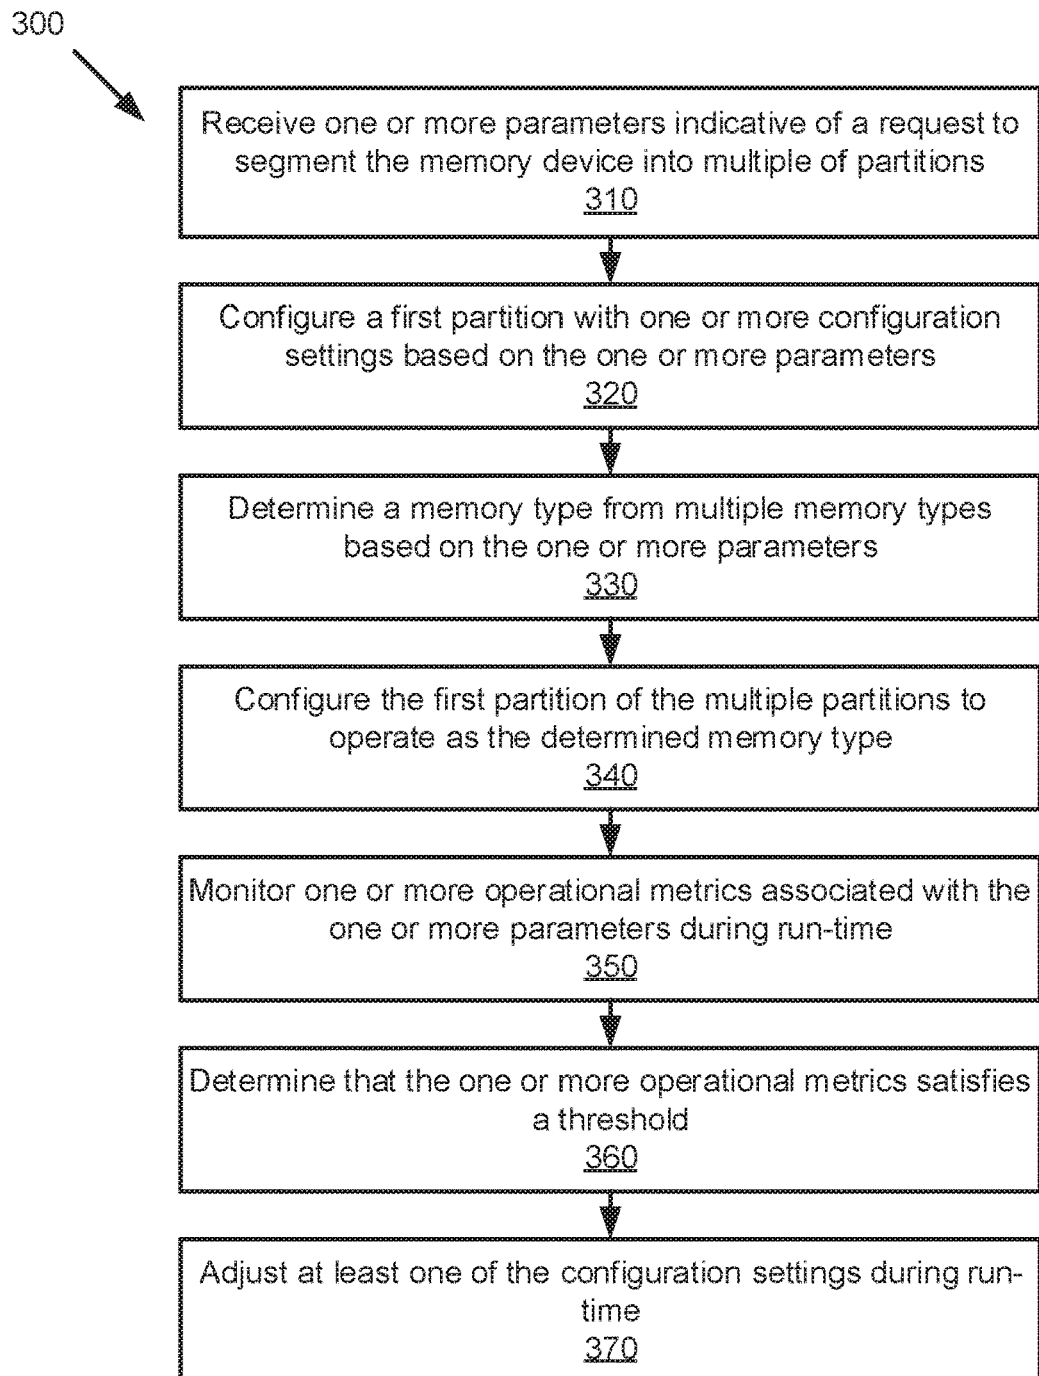 300
Receive one or more parameters indicative of a request to
segment the memory device into multiple of partitions
310
Configure a first partition with one or more configuration
settings based on the one or more parameters
320
Determine a memory type from multiple memory types
based on the one or more parameters
330
Configure the first partition of the multiple partitions to
operate as the determined memory type
340
Monitor one or more operational metrics associated with the
one or more parameters during run-time
350
Determine that the one or more operational metrics satisfies
a threshold
360
Adjust at least one of the configuration settings during run-
time
370